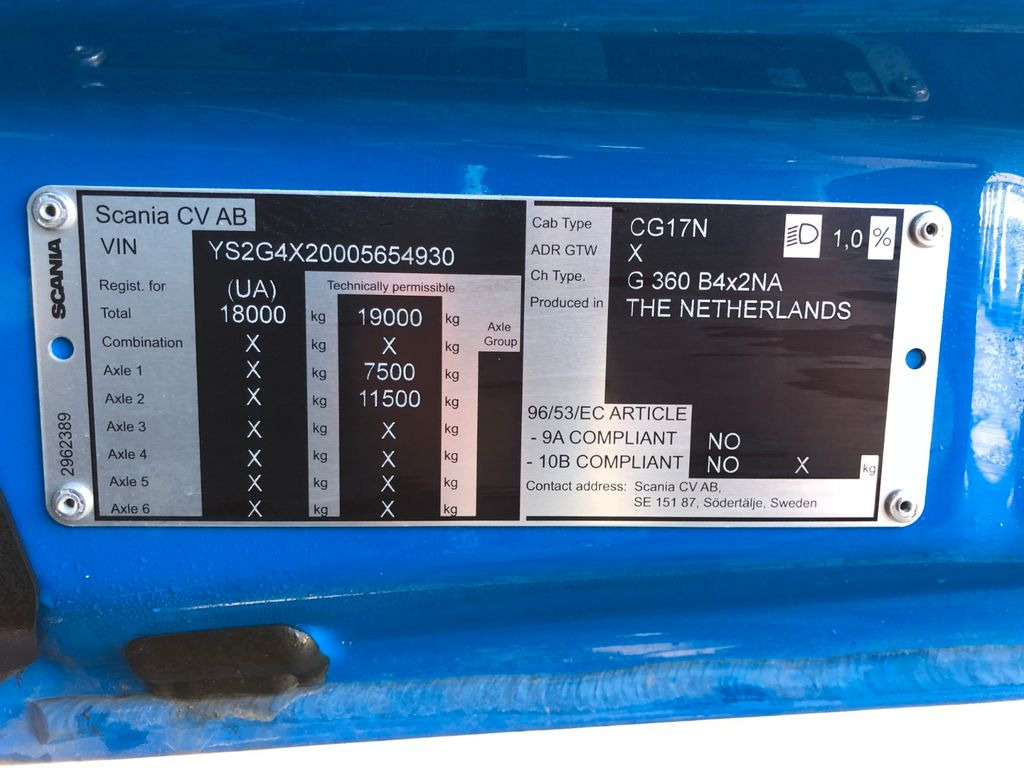 SCANIA
2962389
Scania CV AB
VIN YS2G4X20005654930
Regist. for (UA) Technically permissible
Total 18000 kg 19000 kg
Axle Group
Combination X kg X kg
Axle 1 X kg 7500 kg
Axle 2 X kg 11500 kg
Axle 3 X kg X kg
Axle 4 X kg X kg
Axle 5 X kg X kg
Axle 6 X kg X kg
Cab Type CG17N 1,0 %
ADR GTW X
Ch Type. G 360 B4x2NA
Produced in THE NETHERLANDS
96/53/EC ARTICLE
- 9A COMPLIANT NO
- 10B COMPLIANT NO X kg
Contact address: Scania CV AB,
SE 151 87, Södertälje, Sweden